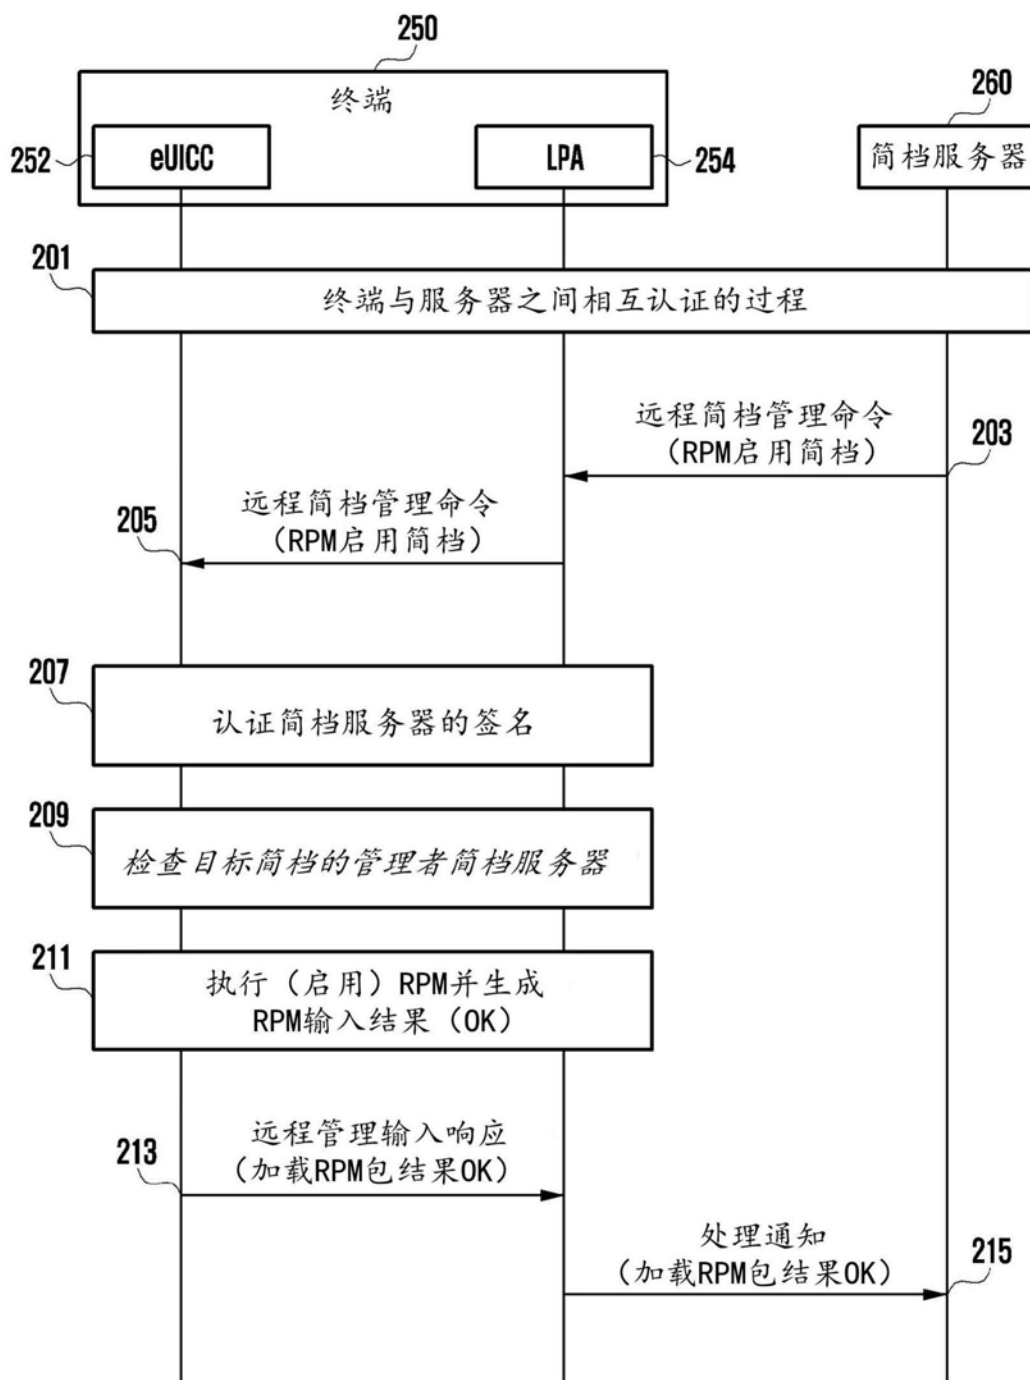 250
终端
260
252
eUICC
LPA
254
简档服务器
201
终端与服务器之间相互认证的过程
远程简档管理命令
(RPM启用简档)
203
远程简档管理命令
(RPM启用简档)
205
207
认证简档服务器的签名
209
检查目标简档的管理者简档服务器
211
执行（启用）RPM并生成
RPM输入结果（OK）
远程管理输入响应
(加载RPM包结果OK)
213
处理通知
(加载RPM包结果OK)
215